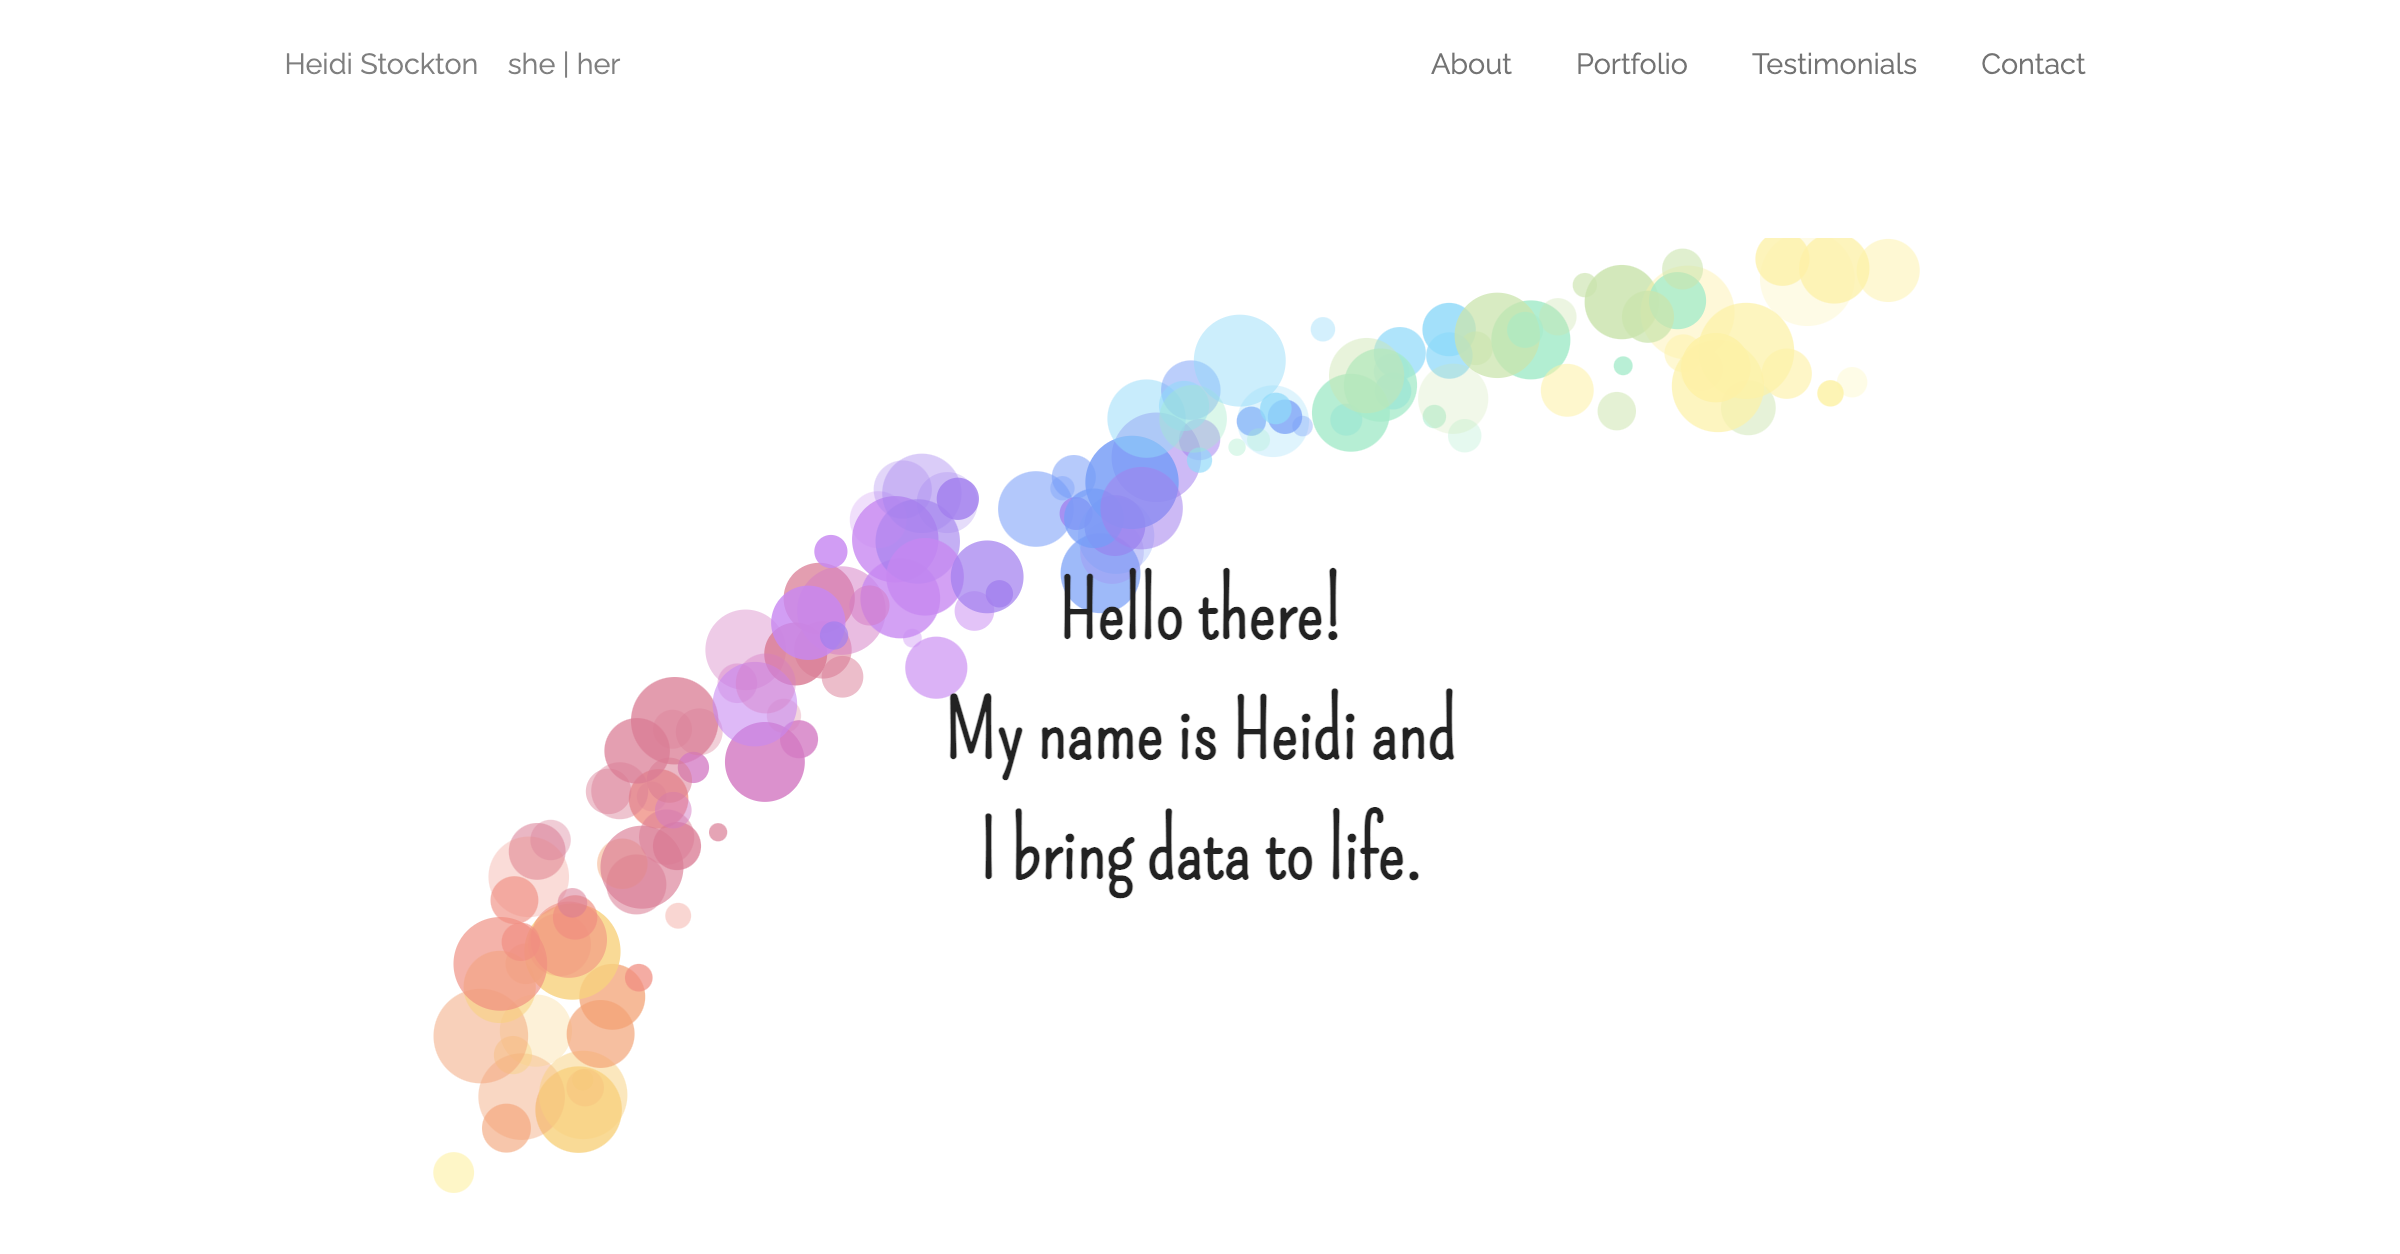 Heidi Stockton she | her
About Portfolio Testimonials Contact
Hello there!
My name is Heidi and
I bring data to life.